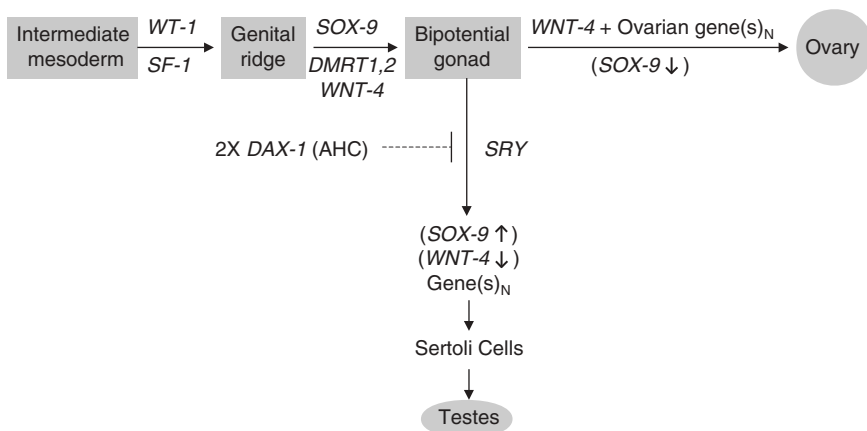 Intermediate
mesoderm
WT-1
SF-1
Genital
ridge
SOX-9
DMRT1,2
WNT-4
Bipotential
gonad
WNT-4 + Ovarian gene(s)N
(SOX-9 ↓)
Ovary
2X DAX-1 (AHC)
SRY
(SOX-9 ↑)
(WNT-4 ↓)
Gene(s)N
Sertoli Cells
Testes